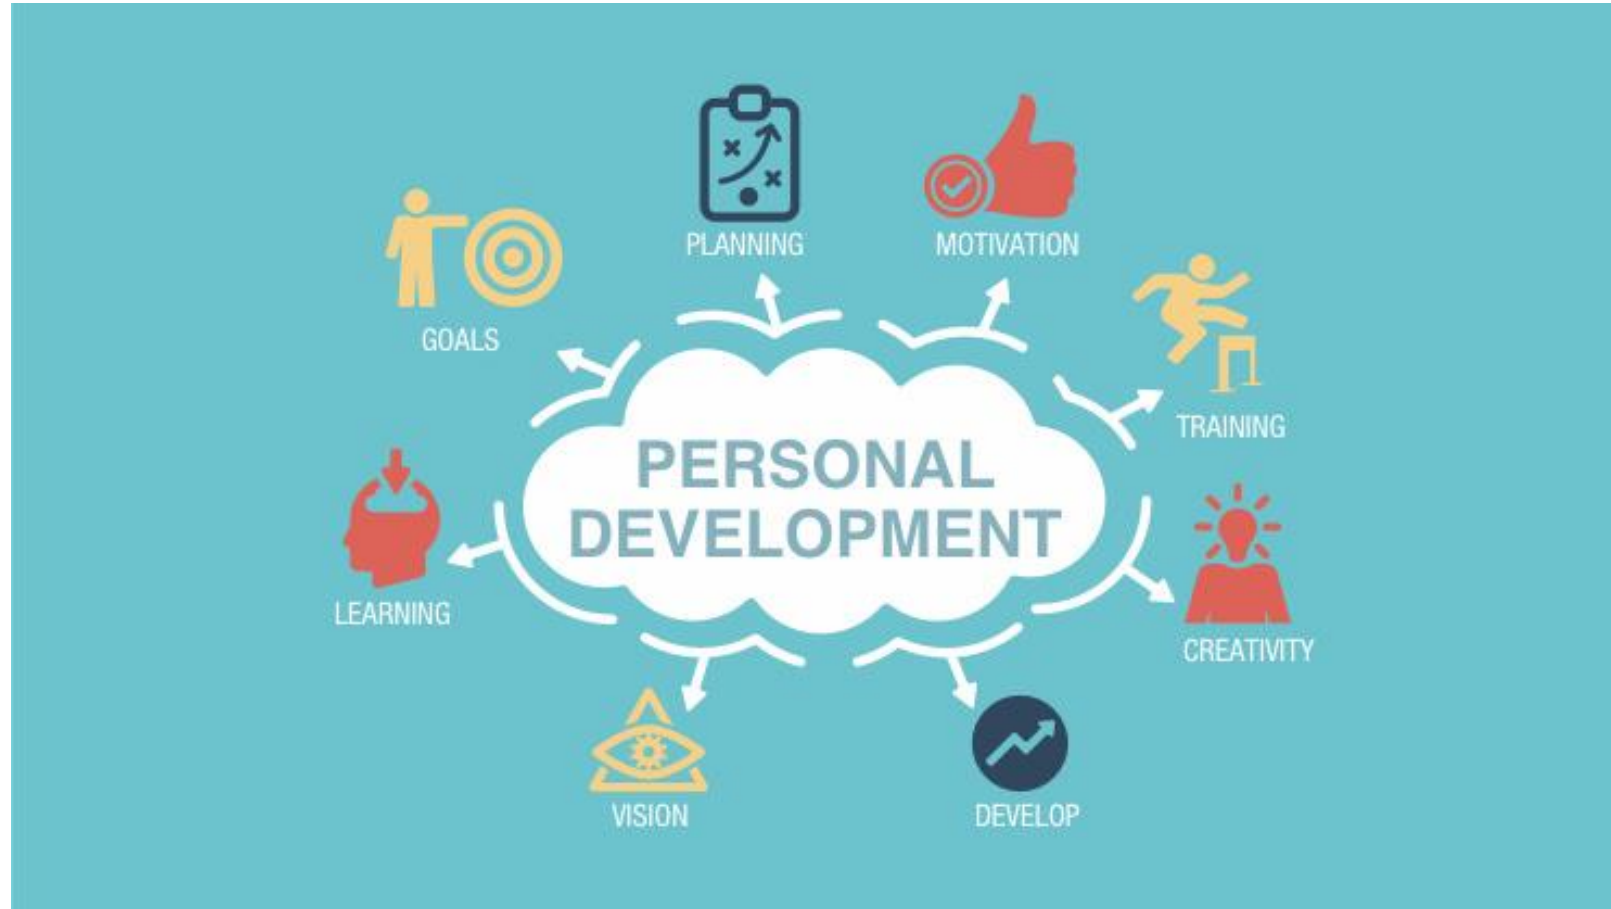 PLANNING
MOTIVATION
GOALS
TRAINING
PERSONAL
DEVELOPMENT
LEARNING
CREATIVITY
VISION
DEVELOP